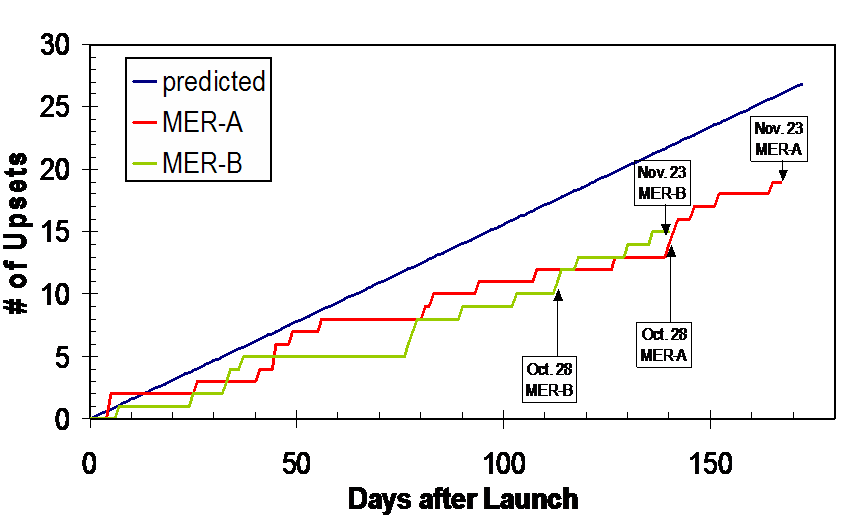 30
25
20
15
10
5
0
# of Upsets
predicted
MER-A
MER-B
Nov. 23
MER-A
Nov. 23
MER-B
Oct. 28
MER-A
Oct. 28
MER-B
0
50
100
150
Days after Launch